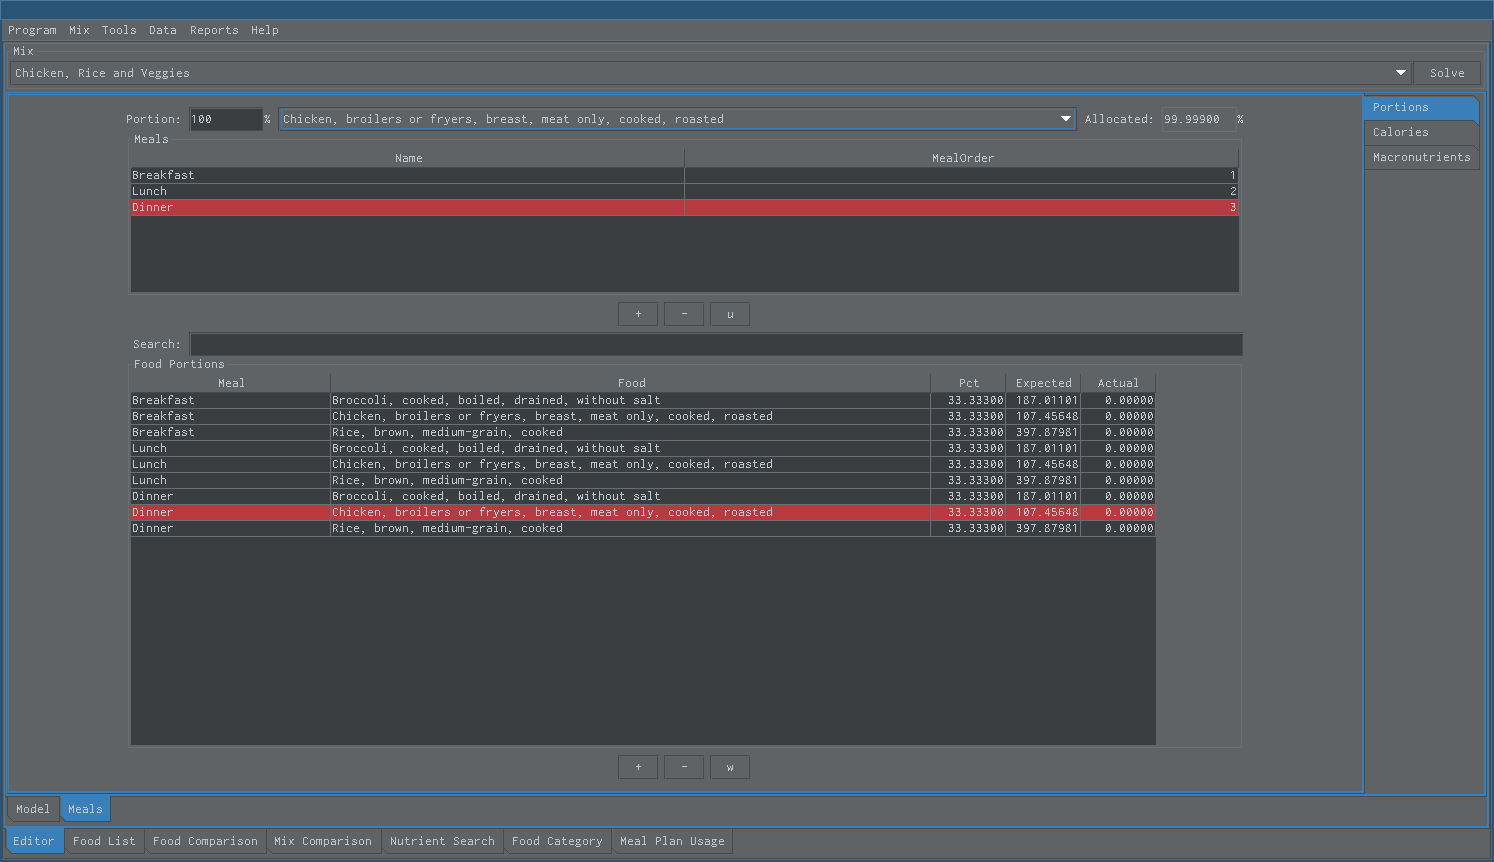 Program Mix Tools Data Reports Help
Mix
Chicken, Rice and Veggies Solve
Portion: 100 % Chicken, broilers or fryers, breast, meat only, cooked, roasted Allocated: 99.99900 %
Portions
Calories
Macronutrients
Meals
Name MealOrder
Breakfast 1
Lunch 2
Dinner 3
+ - u
Search:
Food Portions
Meal Food Pct Expected Actual
Breakfast Broccoli, cooked, boiled, drained, without salt 33.33300 187.01101 0.00000
Breakfast Chicken, broilers or fryers, breast, meat only, cooked, roasted 33.33300 107.45648 0.00000
Breakfast Rice, brown, medium-grain, cooked 33.33300 397.87981 0.00000
Lunch Broccoli, cooked, boiled, drained, without salt 33.33300 187.01101 0.00000
Lunch Chicken, broilers or fryers, breast, meat only, cooked, roasted 33.33300 107.45648 0.00000
Lunch Rice, brown, medium-grain, cooked 33.33300 397.87981 0.00000
Dinner Broccoli, cooked, boiled, drained, without salt 33.33300 187.01101 0.00000
Dinner Chicken, broilers or fryers, breast, meat only, cooked, roasted 33.33300 107.45648 0.00000
Dinner Rice, brown, medium-grain, cooked 33.33300 397.87981 0.00000
+ - w
Model Meals
Editor Food List Food Comparison Mix Comparison Nutrient Search Food Category Meal Plan Usage